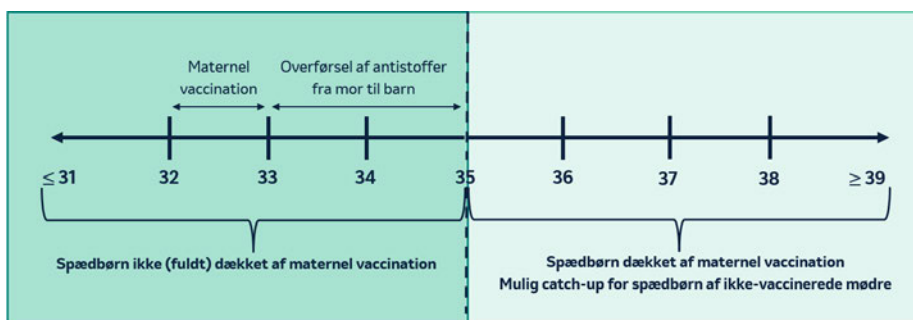 Maternel
vaccination
Overførsel af antistoffer
fra mor til barn
≤ 31
32
33
34
35
36
37
38
≥ 39
Spædbørn ikke (fuldt) dækket af maternel vaccination
Spædbørn dækket af maternel vaccination
Mulig catch-up for spædbørn af ikke-vaccinerede mødre